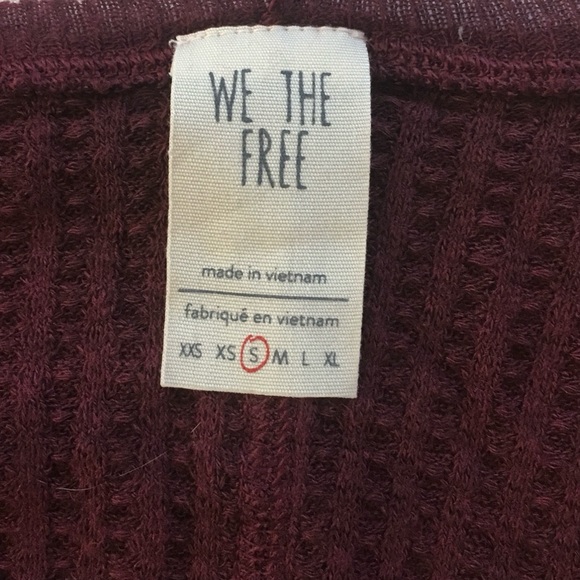 WE THE
FREE
made in vietnam
fabriqué en vietnam
XXS XS S M L XL